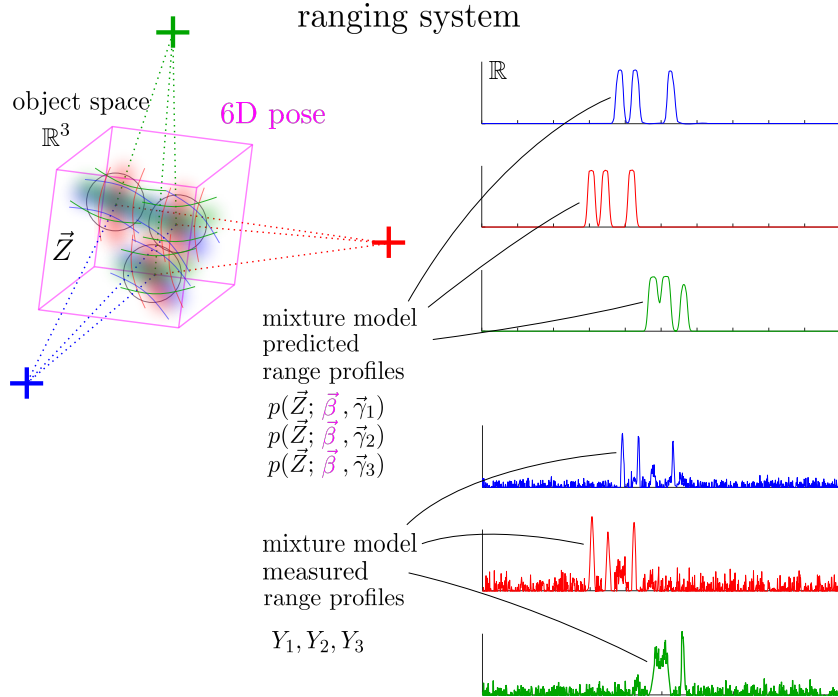 ranging system
object space
ℝ³
6D pose
Z⃗
ℝ
mixture model
predicted
range profiles
p(Z⃗; β⃗, γ⃗₁)
p(Z⃗; β⃗, γ⃗₂)
p(Z⃗; β⃗, γ⃗₃)
mixture model
measured
range profiles
Y₁, Y₂, Y₃